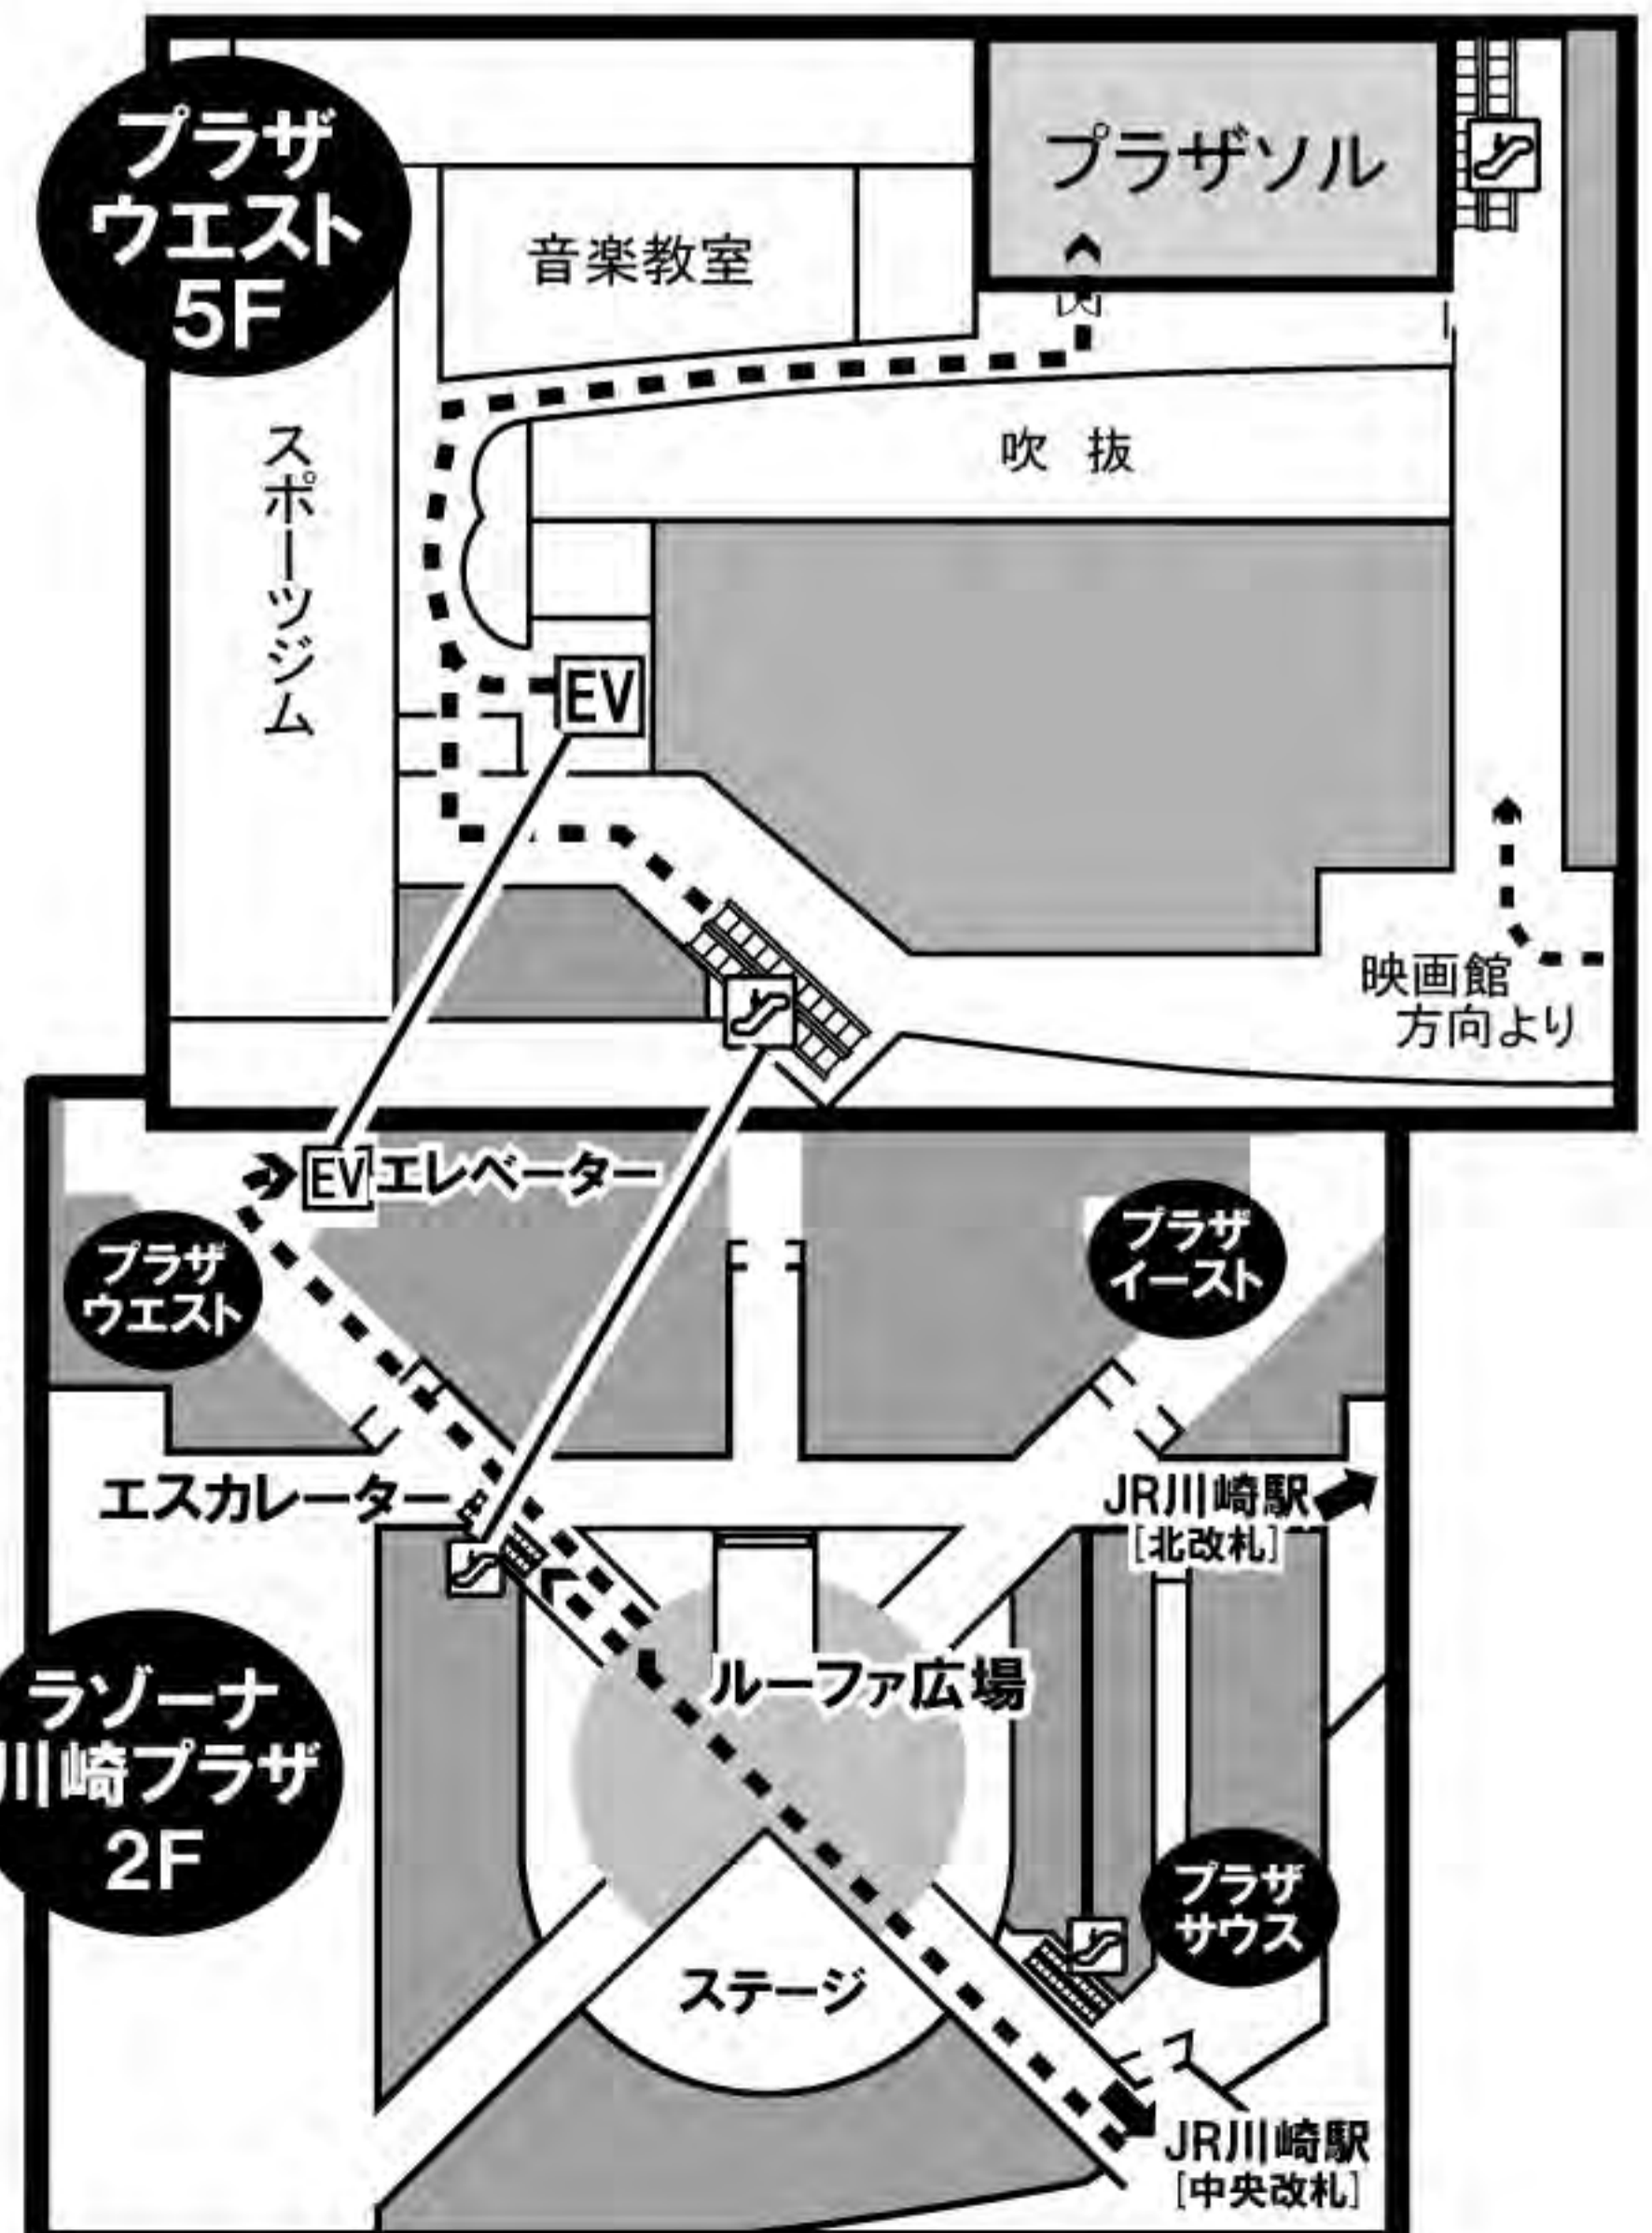 プラザ
ウエスト
5F
プラザソル
音楽教室
吹 抜
スポーツジム
EV
映画館
方向より
EVエレベーター
プラザ
ウエスト
プラザ
イースト
エスカレーター
JR川崎駅
[北改札]
ルーファ広場
ラゾーナ
川崎プラザ
2F
プラザ
サウス
ステージ
JR川崎駅
[中央改札]